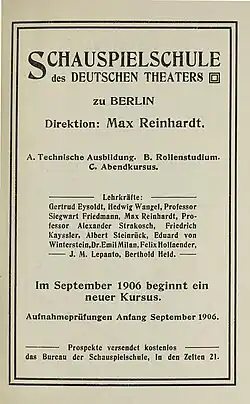 SCHAUSPIELSCHULE
des DEUTSCHEN THEATERS
zu BERLIN
Direktion: Max Reinhardt.
A. Technische Ausbildung. B. Rollenstudium.
C. Abendkursus.
Lehrkräfte:
Gertrud Eysoldt, Hedwig Wangel, Professor
Siegwart Friedmann, Max Reinhardt, Pro-
fessor Alexander Strakosch, Friedrich
Kayssler, Albert Steinrück, Eduard von
Winterstein, Dr. Emil Milan, Felix Hollaender,
— J. M. Lepanto, Berthold Held. —
Im September 1906 beginnt ein
neuer Kursus.
Aufnahmeprüfungen Anfang September 1906.
Prospekte versendet kostenlos
das Bureau der Schauspielschule, In den Zelten 21.